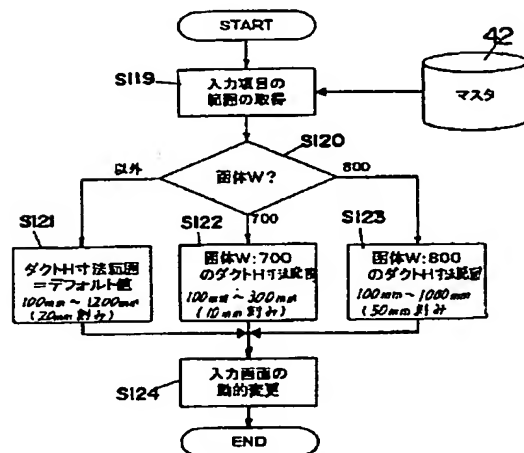 START
42
S119
入力項目の
範囲の取得
マスタ
S120
以外
函体W?
800
700
S121
S122
S123
ダクトH寸法範囲
=デフォルト値
100mm~1200mm
(20mm刻み)
函体W:700
のダクトH寸法範囲
100mm~300mm
(10mm刻み)
函体W:800
のダクトH寸法範囲
100mm~1000mm
(50mm刻み)
S124
入力画面の
動的変更
END